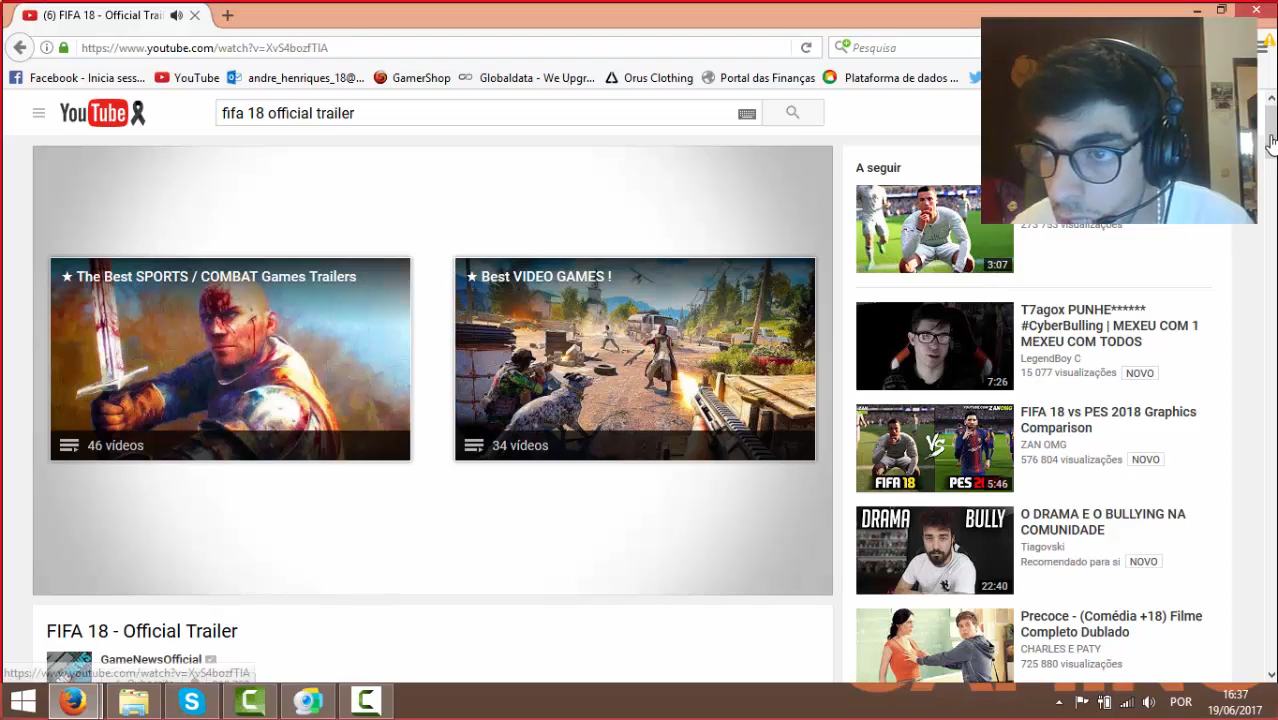 (6) FIFA 18 - Official Trail
https://www.youtube.com/watch?v=XvS4bozfTIA
Pesquisa
Facebook - Inicia sess...
YouTube
andre_henriques_18@...
GamerShop
Globaldata - We Upgr...
Orus Clothing
Portal das Finanças
Plataforma de dados ...
YouTube
fifa 18 official trailer
A seguir
273 753 visualizações
3:07
★ The Best SPORTS / COMBAT Games Trailers
46 vídeos
★ Best VIDEO GAMES !
34 vídeos
T7agox PUNHE******
#CyberBulling | MEXEU COM 1
MEXEU COM TODOS
LegendBoy C
15 077 visualizações NOVO
7:26
FIFA 18 vs PES 2018 Graphics
Comparison
ZAN OMG
576 804 visualizações NOVO
VS
FIFA 18
5:46
O DRAMA E O BULLYING NA
COMUNIDADE
Tiagovski
Recomendado para si NOVO
DRAMA BULLY
22:40
Precoce - (Comédia +18) Filme
Completo Dublado
CHARLES E PATY
725 880 visualizações
FIFA 18 - Official Trailer
GameNewsOfficial
https://www.youtube.com/watch?v=XvS4bozfTIA
POR
16:37
19/06/2017